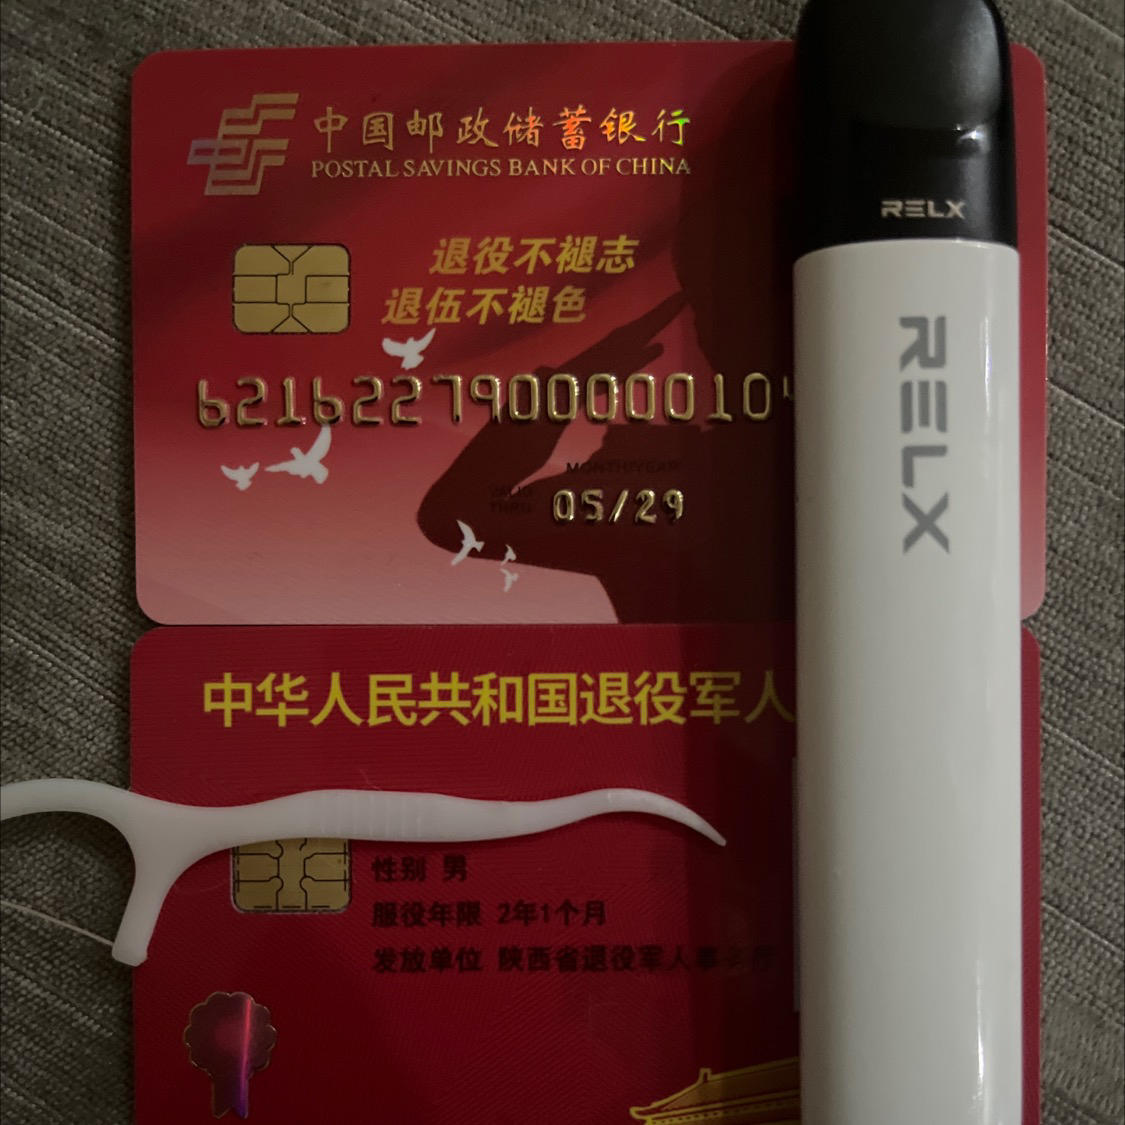 中国邮政储蓄银行
POSTAL SAVINGS BANK OF CHINA
退役不褪志
退伍不褪色
621622790000010
MONTH/YEAR
VALID
THRU
05/29
中华人民共和国退役军人
性别 男
服役年限 2年1个月
发放单位 陕西省退役军人事务厅
RELX
RELX